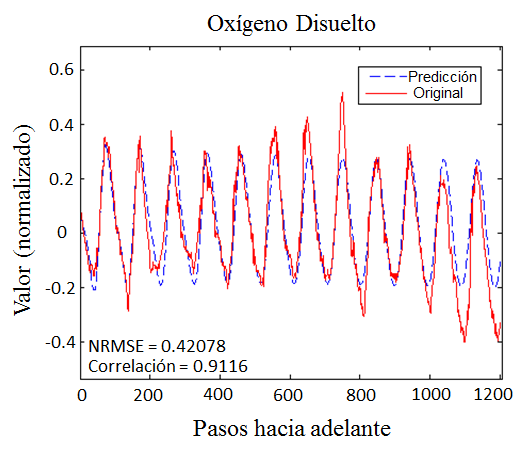 Oxígeno Disuelto
Valor (normalizado)
0.6
0.4
0.2
0
-0.2
-0.4
Predicción
Original
NRMSE = 0.42078
Correlación = 0.9116
0
200
400
600
800
1000
1200
Pasos hacia adelante